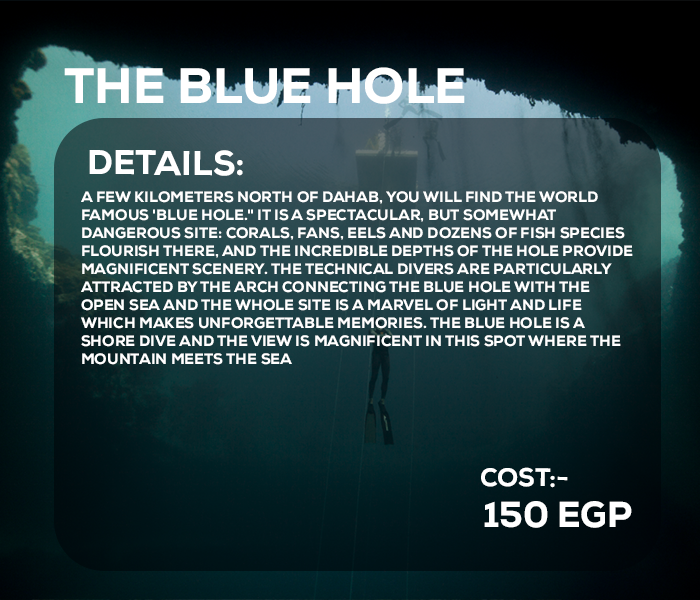 THE BLUE HOLE
DETAILS:
A FEW KILOMETERS NORTH OF DAHAB, YOU WILL FIND THE WORLD
FAMOUS 'BLUE HOLE." IT IS A SPECTACULAR, BUT SOMEWHAT
DANGEROUS SITE: CORALS, FANS, EELS AND DOZENS OF FISH SPECIES
FLOURISH THERE, AND THE INCREDIBLE DEPTHS OF THE HOLE PROVIDE
MAGNIFICENT SCENERY. THE TECHNICAL DIVERS ARE PARTICULARLY
ATTRACTED BY THE ARCH CONNECTING THE BLUE HOLE WITH THE
OPEN SEA AND THE WHOLE SITE IS A MARVEL OF LIGHT AND LIFE
WHICH MAKES UNFORGETTABLE MEMORIES. THE BLUE HOLE IS A
SHORE DIVE AND THE VIEW IS MAGNIFICENT IN THIS SPOT WHERE THE
MOUNTAIN MEETS THE SEA
COST:-
150 EGP